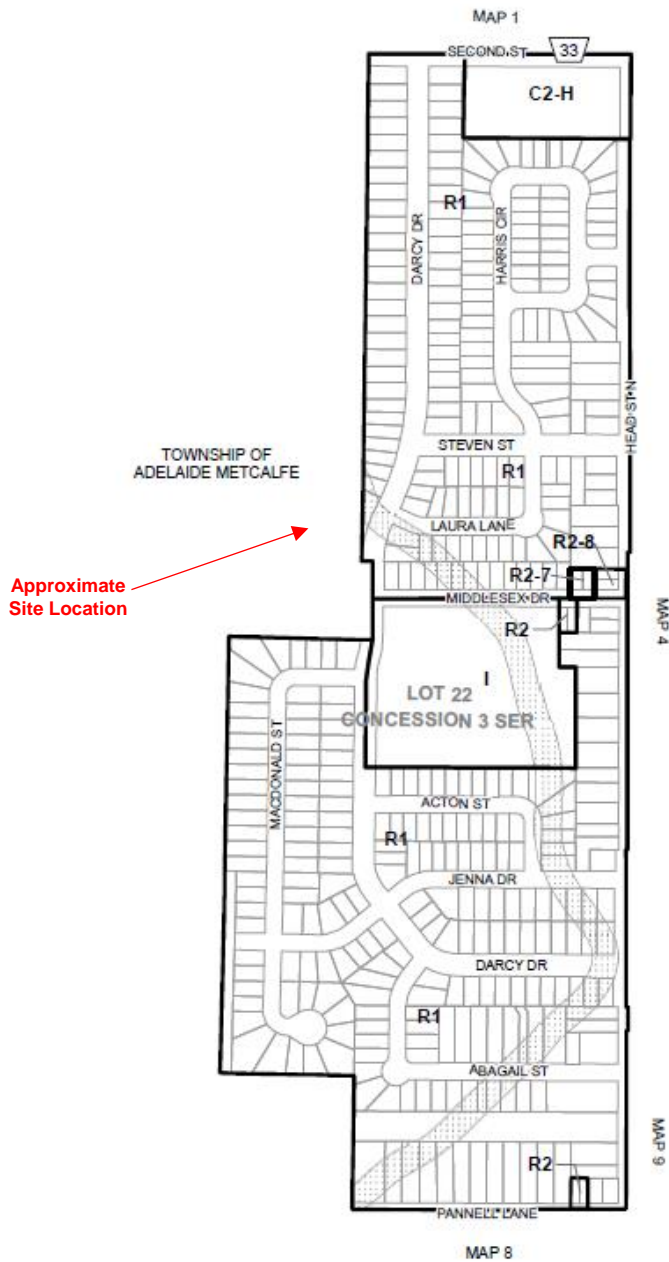 MAP 1
SECOND ST
33
C2-H
R1
DARCY DR
HARRIS CIR
HEAD ST N
STEVEN ST
TOWNSHIP OF
ADELAIDE METCALFE
R1
LAURA LANE
R2-8
Approximate
Site Location
R2-7
MIDDLESEX DR
MAP 4
R2
I
LOT 22
CONCESSION 3 SER
MACDONALD ST
ACTON ST
R1
JENNA DR
DARCY DR
R1
ABAGAIL ST
MAP 9
R2
PANNELL LANE
MAP 8